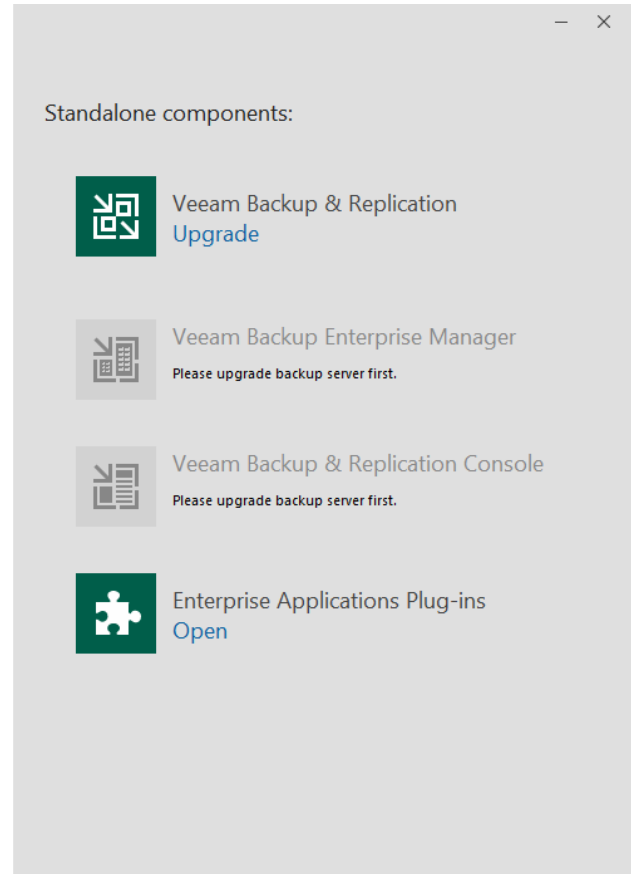 Standalone components:
Veeam Backup & Replication
Upgrade
Veeam Backup Enterprise Manager
Please upgrade backup server first.
Veeam Backup & Replication Console
Please upgrade backup server first.
Enterprise Applications Plug-ins
Open